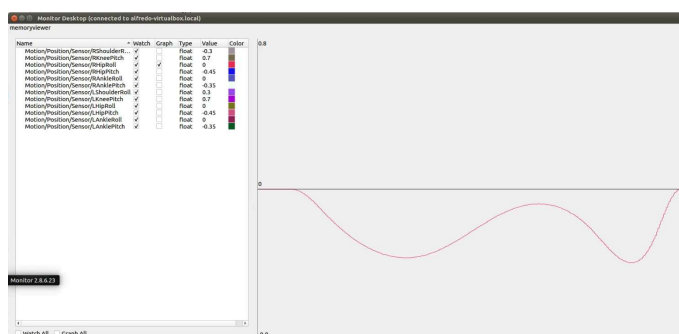 Monitor Desktop (connected to alfredo-virtualbox.local)
memoryviewer
Name Watch Graph Type Value Color
Motion/Position/Sensor/RShoulderR... float -0.3
Motion/Position/Sensor/RKneePitch float 0.7
Motion/Position/Sensor/RHipRoll float 0
Motion/Position/Sensor/RHipPitch float -0.45
Motion/Position/Sensor/RAnkleRoll float 0
Motion/Position/Sensor/RAnklePitch float -0.35
Motion/Position/Sensor/LShoulderRoll float 0.3
Motion/Position/Sensor/LKneePitch float 0.7
Motion/Position/Sensor/LHipRoll float 0
Motion/Position/Sensor/LHipPitch float -0.45
Motion/Position/Sensor/LAnkleRoll float 0
Motion/Position/Sensor/LAnklePitch float -0.35
Monitor 2.8.6.23
Watch All Graph All
0.8
0